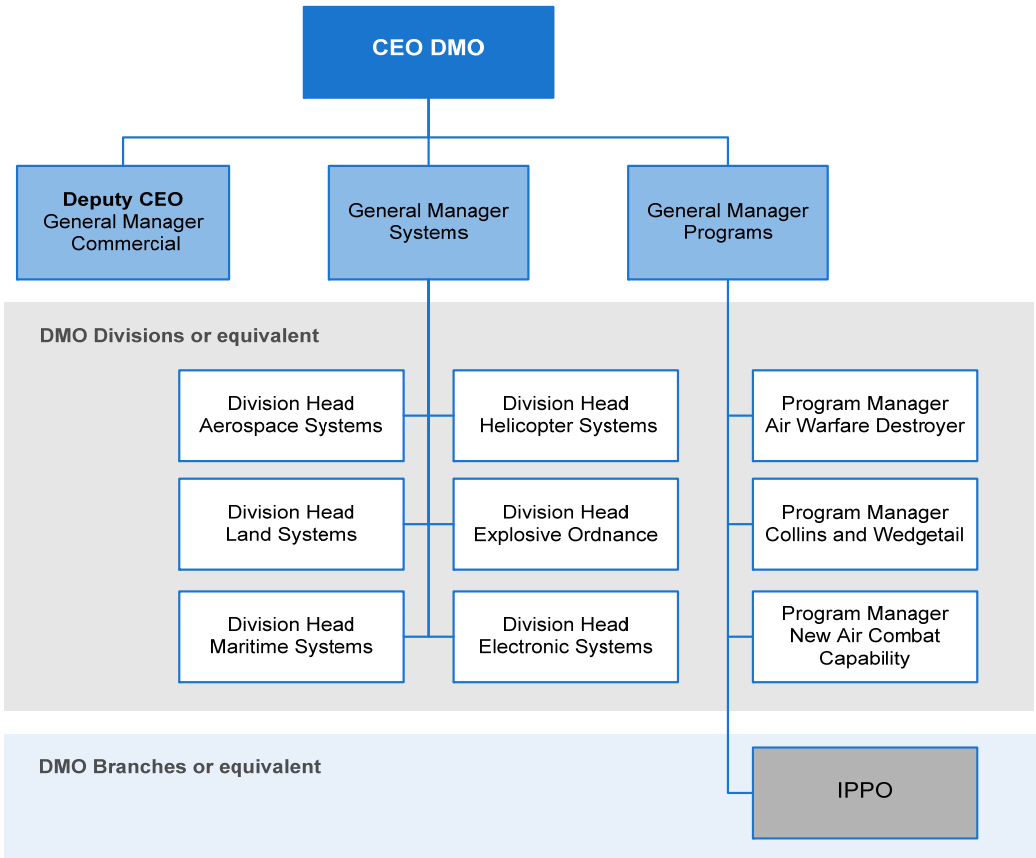 CEO DMO
Deputy CEO
General Manager
Commercial
General Manager
Systems
General Manager
Programs
DMO Divisions or equivalent
Division Head
Aerospace Systems
Division Head
Helicopter Systems
Program Manager
Air Warfare Destroyer
Division Head
Land Systems
Division Head
Explosive Ordnance
Program Manager
Collins and Wedgetail
Division Head
Maritime Systems
Division Head
Electronic Systems
Program Manager
New Air Combat
Capability
DMO Branches or equivalent
IPPO